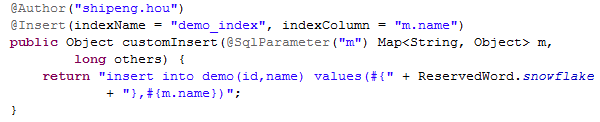 @Author("shipeng.hou")
@Insert(indexName = "demo_index", indexColumn = "m.name")
public Object customInsert(@SqlParameter("m") Map<String, Object> m,
long others) {
return "insert into demo(id,name) values(#{" + ReservedWord.snowflake
+ "},#{m.name})";
}